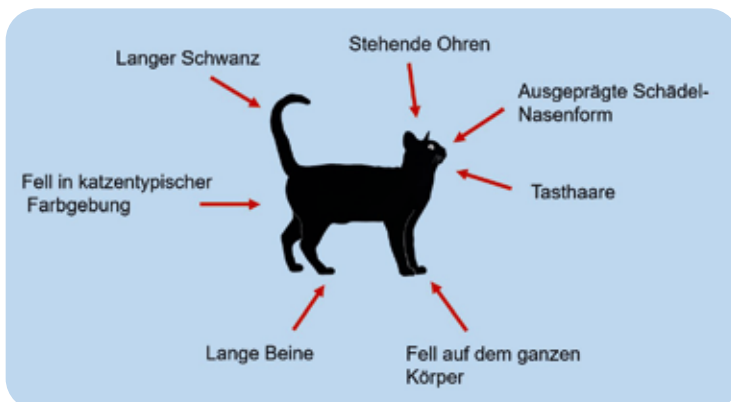 Stehende Ohren
Langer Schwanz
Ausgeprägte Schädel-
Nasenform
Fell in katzentypischer
Farbgebung
Tasthaare
Lange Beine
Fell auf dem ganzen
Körper